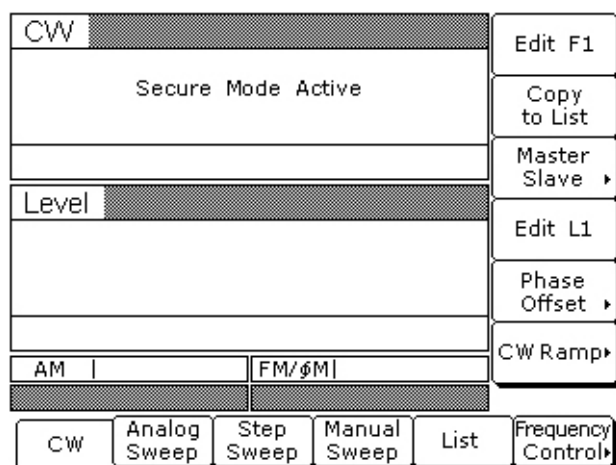 CW
Secure Mode Active
Level
AM
FM/ϕM
Edit F1
Copy
to List
Master
Slave
Edit L1
Phase
Offset
CW Ramp
CW
Analog
Sweep
Step
Sweep
Manual
Sweep
List
Frequency
Control